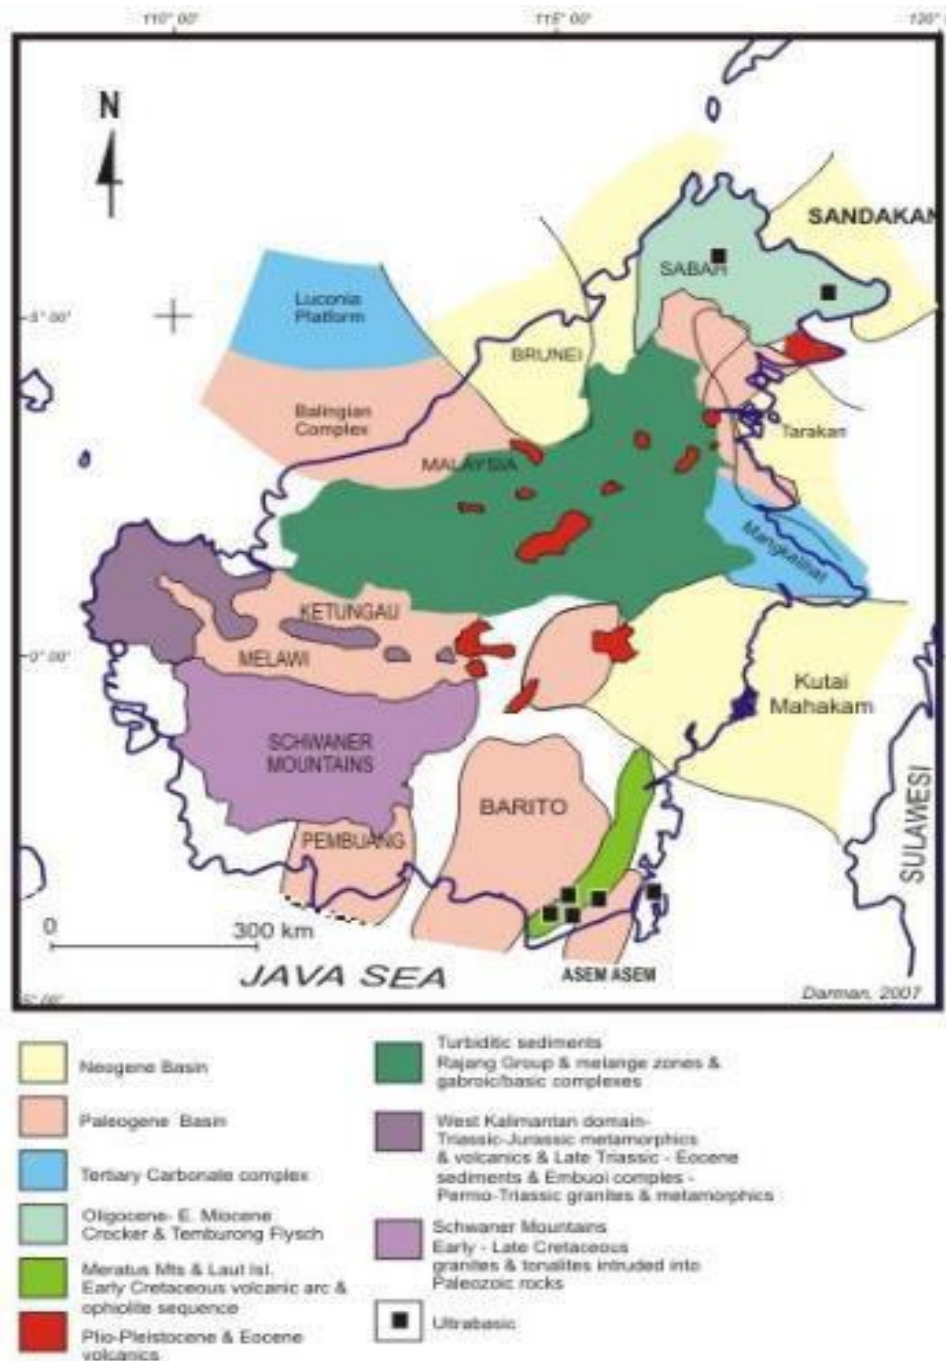 110° 00'
115° 00'
120°
N
SANDAKAN
SABAH
5° 00'
Luconia
Platform
BRUNEI
Balingian
Complex
Tarakan
MALAYSIA
Mangkalihat
KETUNGAU
0° 00'
MELAWI
Kutai
Mahakam
SCHWANER
MOUNTAINS
BARITO
PEMBUANG
SULAWESI
0
300 km
JAVA SEA
ASEM ASEM
5° 00'
Darman, 2007
Neogene Basin
Paleogene Basin
Tertiary Carbonate complex
Oligocene- E. Miocene
Crocker & Temburong Flysch
Meratus Mts & Laut Isl.
Early Cretaceous volcanic arc &
ophiolite sequence
Plio-Pleistocene & Eocene
volcanics
Turbiditic sediments
Rajang Group & melange zones &
gabroic/basic complexes
West Kalimantan domain-
Triassic-Jurassic metamorphics
& volcanics & Late Triassic - Eocene
sediments & Embuoi comples -
Permo-Triassic granites & metamorphics
Schwaner Mountains
Early - Late Cretaceous
granites & tonalites intruded into
Paleozoic rocks
Ultrabasic